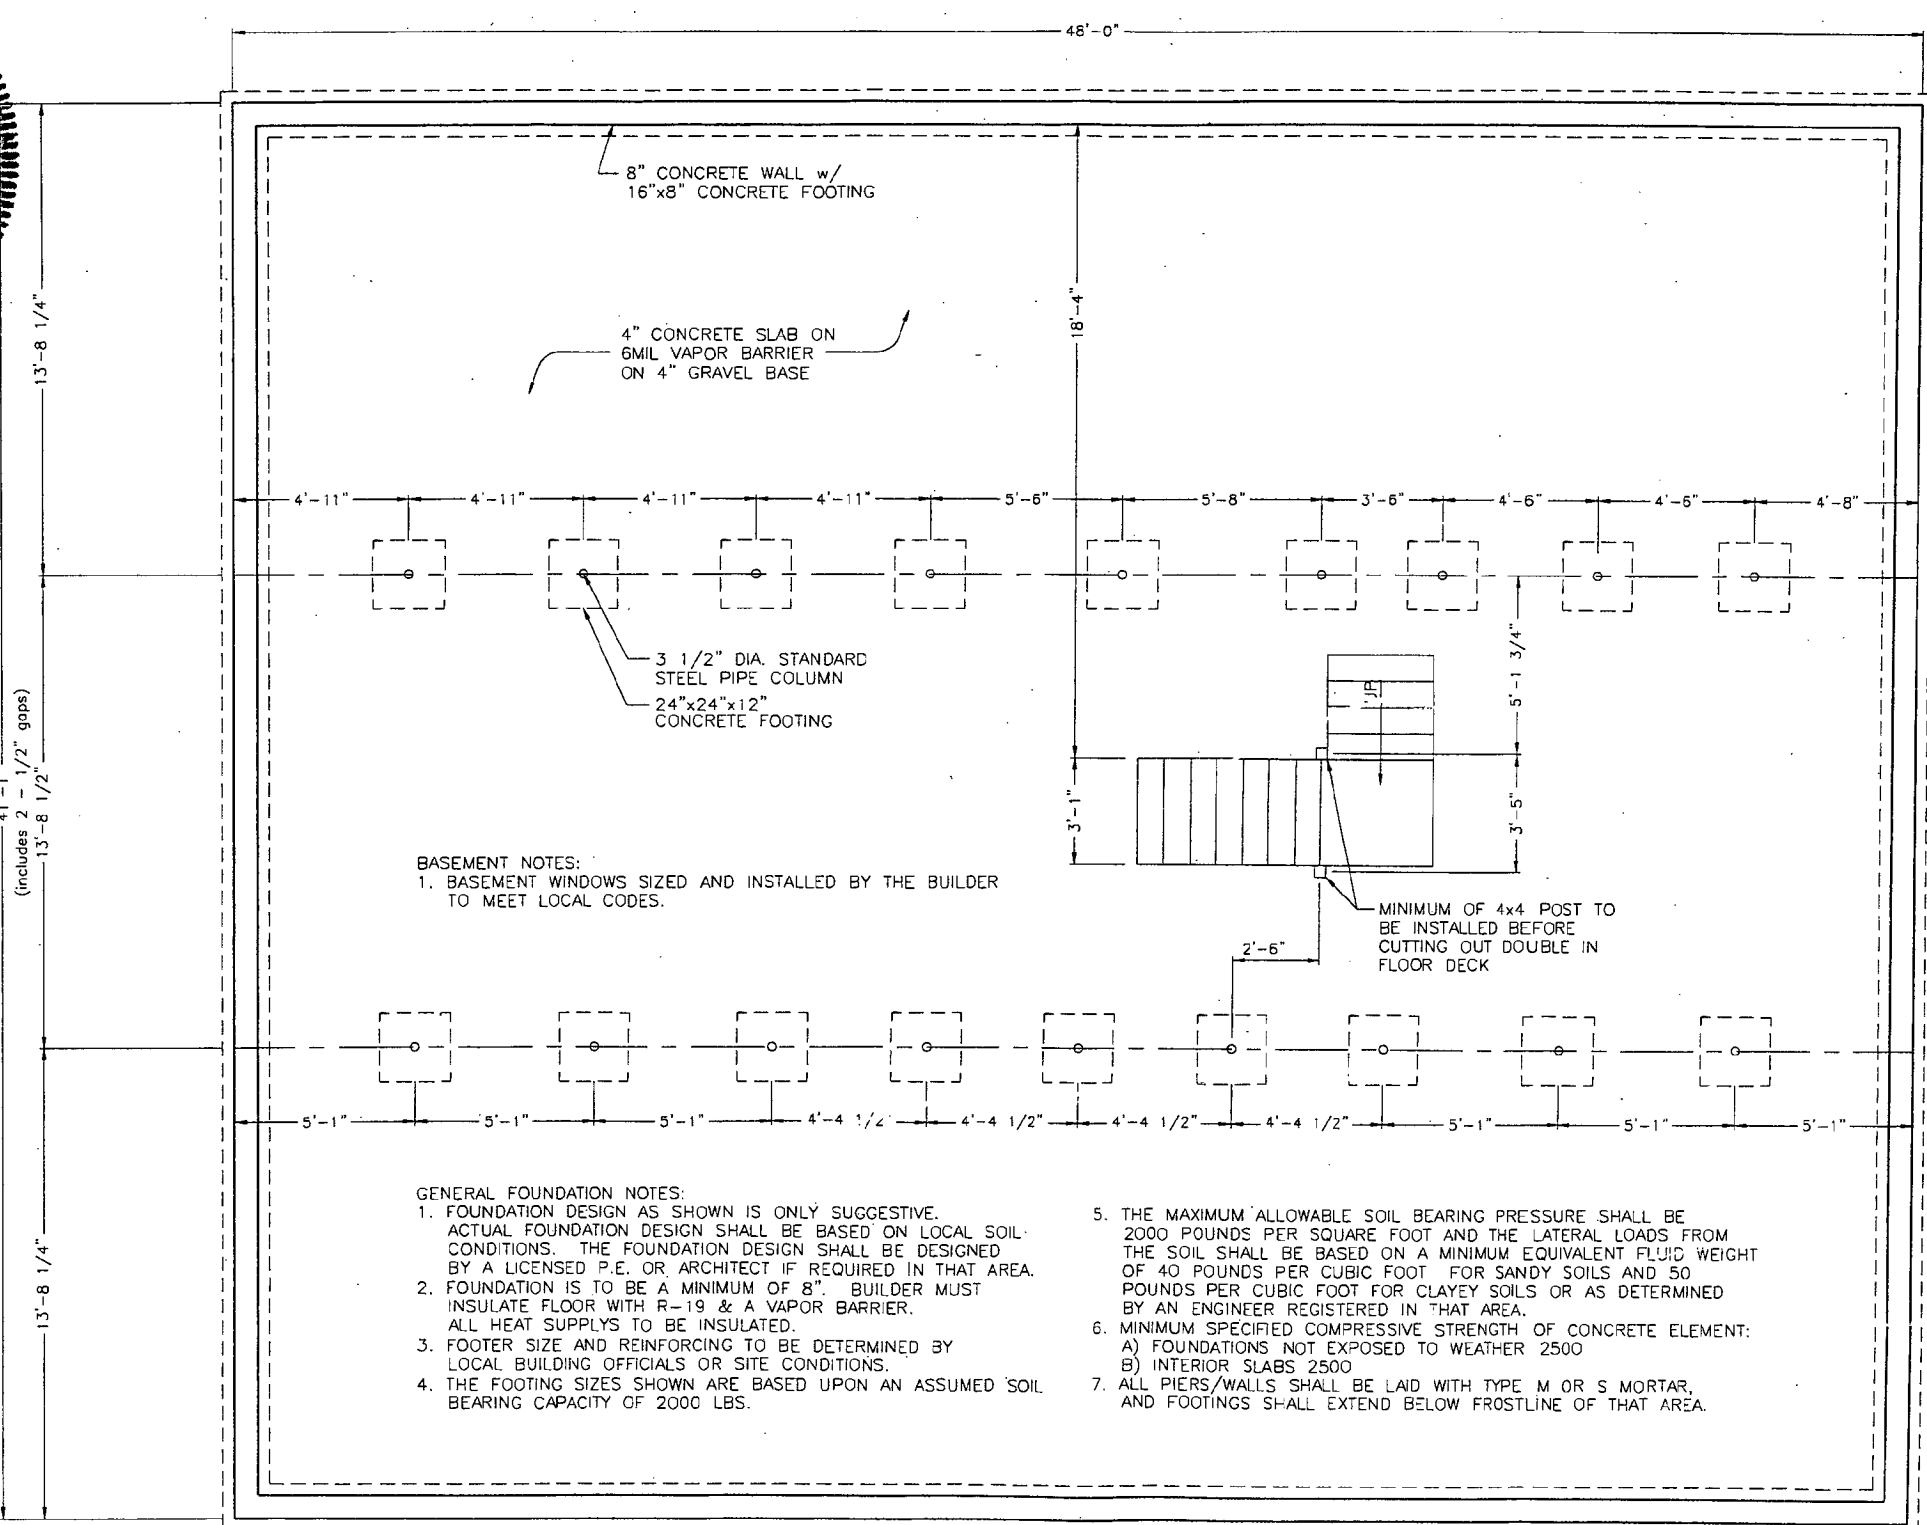 48'-0"
8" CONCRETE WALL w/
16"x8" CONCRETE FOOTING
13'-8 1/4"
18'-4"
4" CONCRETE SLAB ON
6MIL VAPOR BARRIER
ON 4" GRAVEL BASE
4'-11" 4'-11" 4'-11" 4'-11" 5'-6" 5'-8" 3'-6" 4'-6" 4'-6" 4'-8"
3 1/2" DIA. STANDARD
STEEL PIPE COLUMN
24"x24"x12"
CONCRETE FOOTING
5'-1 3/4"
UP
(includes 2 - 1/2" gaps)
13'-8 1/2"
3'-1"
3'-5"
BASEMENT NOTES:
1. BASEMENT WINDOWS SIZED AND INSTALLED BY THE BUILDER
TO MEET LOCAL CODES.
MINIMUM OF 4x4 POST TO
BE INSTALLED BEFORE
CUTTING OUT DOUBLE IN
FLOOR DECK
2'-6"
5'-1" 5'-1" 5'-1" 4'-4 1/2" 4'-4 1/2" 4'-4 1/2" 4'-4 1/2" 5'-1" 5'-1" 5'-1"
13'-8 1/4"
GENERAL FOUNDATION NOTES:
1. FOUNDATION DESIGN AS SHOWN IS ONLY SUGGESTIVE.
ACTUAL FOUNDATION DESIGN SHALL BE BASED ON LOCAL SOIL
CONDITIONS. THE FOUNDATION DESIGN SHALL BE DESIGNED
BY A LICENSED P.E. OR ARCHITECT IF REQUIRED IN THAT AREA.
2. FOUNDATION IS TO BE A MINIMUM OF 8". BUILDER MUST
INSULATE FLOOR WITH R-19 & A VAPOR BARRIER.
ALL HEAT SUPPLYS TO BE INSULATED.
3. FOOTER SIZE AND REINFORCING TO BE DETERMINED BY
LOCAL BUILDING OFFICIALS OR SITE CONDITIONS.
4. THE FOOTING SIZES SHOWN ARE BASED UPON AN ASSUMED SOIL
BEARING CAPACITY OF 2000 LBS.
5. THE MAXIMUM ALLOWABLE SOIL BEARING PRESSURE SHALL BE
2000 POUNDS PER SQUARE FOOT AND THE LATERAL LOADS FROM
THE SOIL SHALL BE BASED ON A MINIMUM EQUIVALENT FLUID WEIGHT
OF 40 POUNDS PER CUBIC FOOT FOR SANDY SOILS AND 50
POUNDS PER CUBIC FOOT FOR CLAYEY SOILS OR AS DETERMINED
BY AN ENGINEER REGISTERED IN THAT AREA.
6. MINIMUM SPECIFIED COMPRESSIVE STRENGTH OF CONCRETE ELEMENT:
A) FOUNDATIONS NOT EXPOSED TO WEATHER 2500
B) INTERIOR SLABS 2500
7. ALL PIERS/WALLS SHALL BE LAID WITH TYPE M OR S MORTAR,
AND FOOTINGS SHALL EXTEND BELOW FROSTLINE OF THAT AREA.